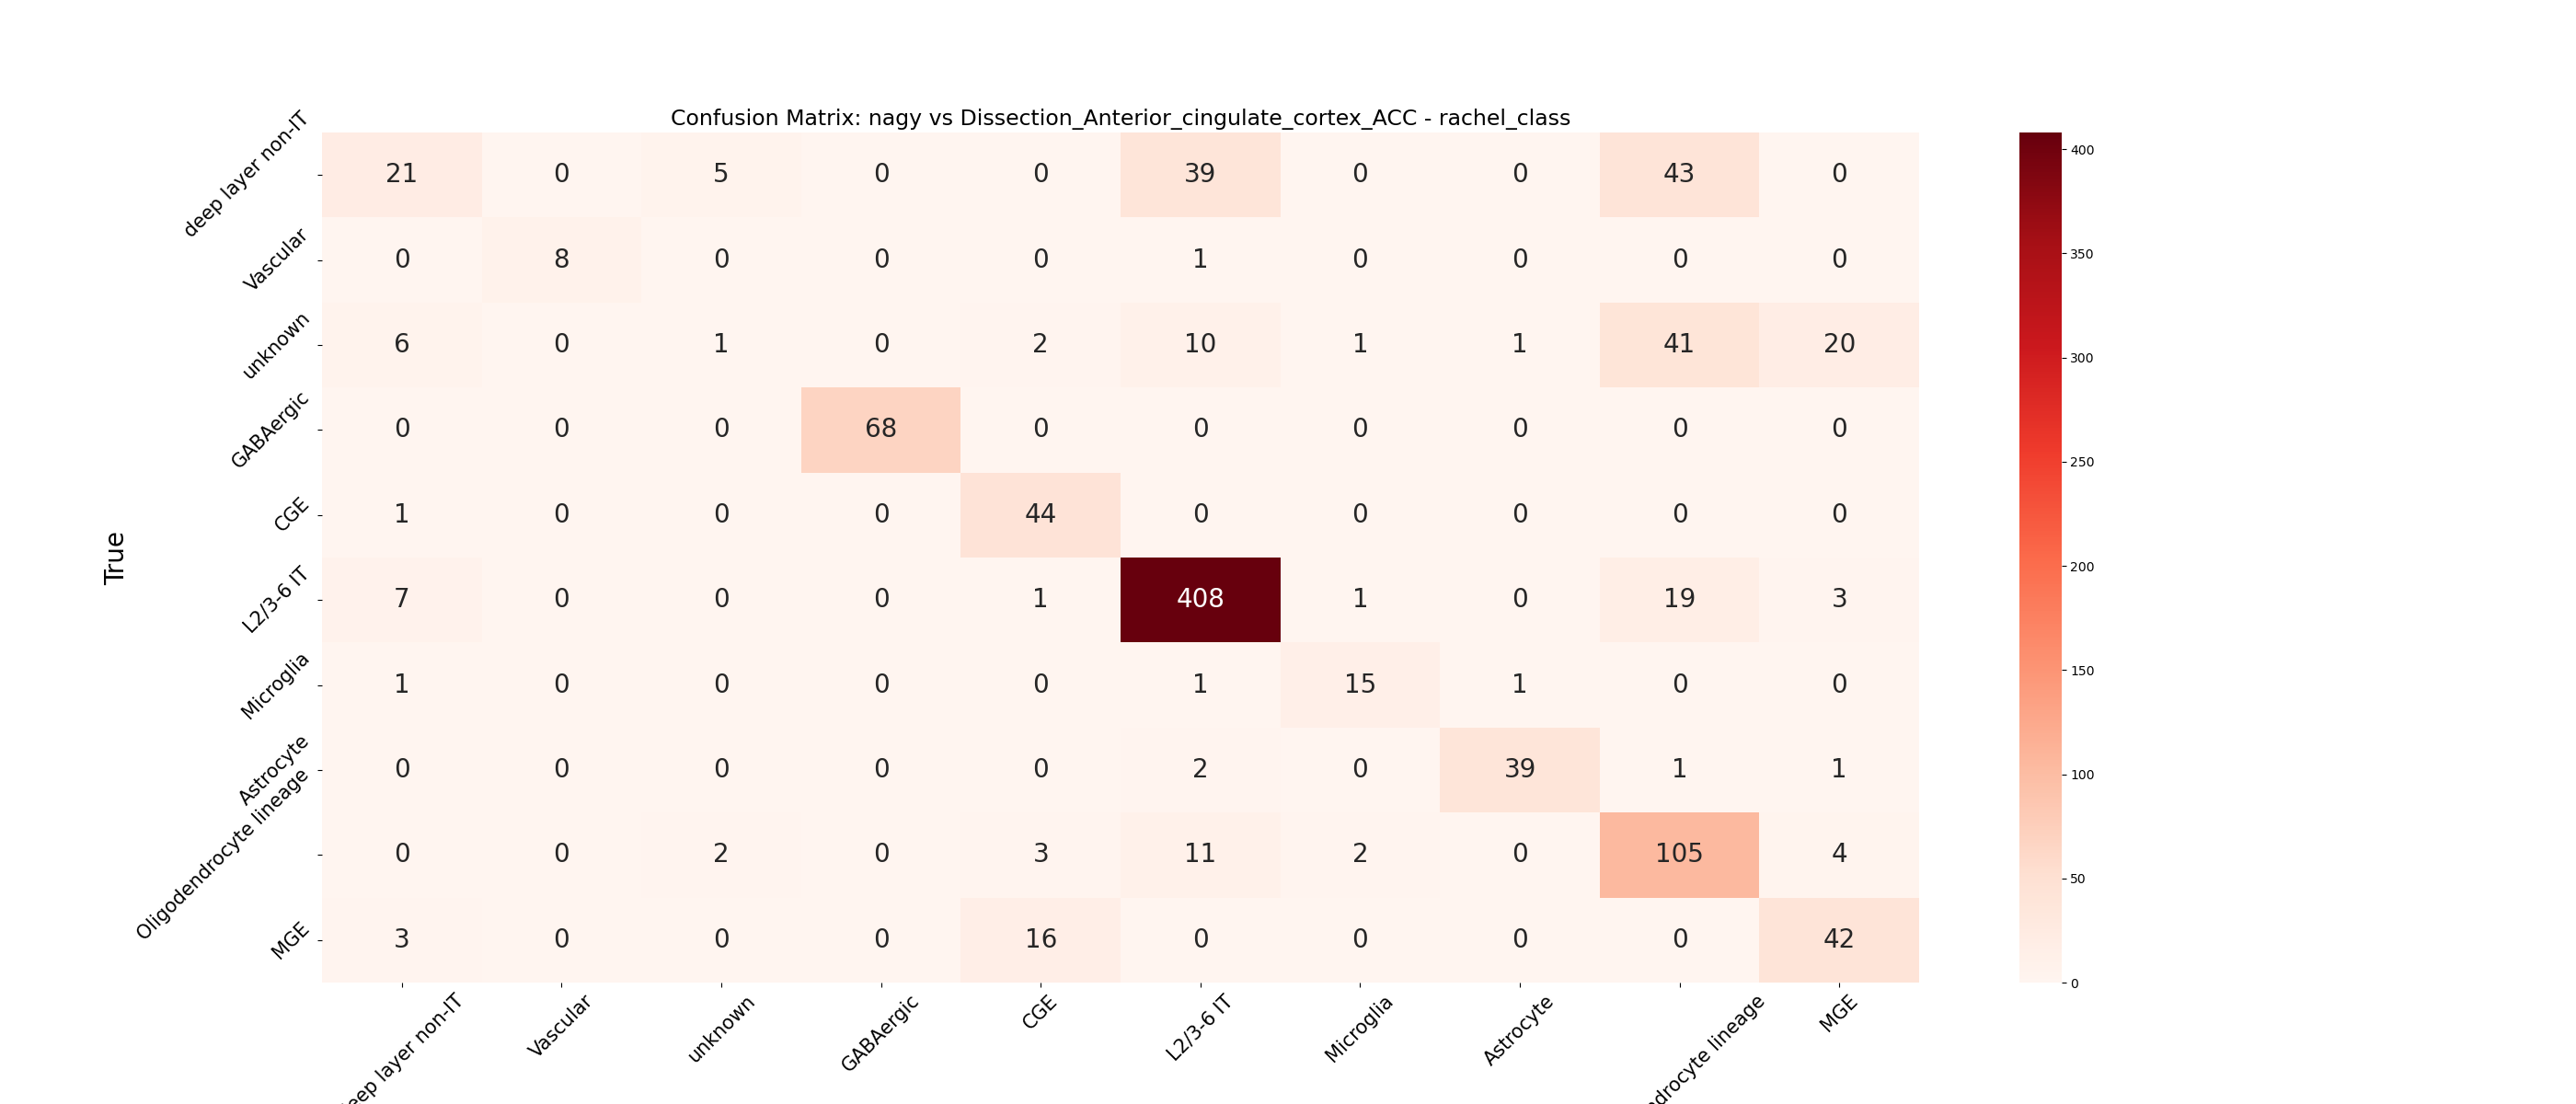 Confusion Matrix: nagy vs Dissection_Anterior_cingulate_cortex_ACC - rachel_class
True
deep layer non-IT 21 0 5 0 0 39 0 0 43 0
Vascular 0 8 0 0 0 1 0 0 0 0
unknown 6 0 1 0 2 10 1 1 41 20
GABAergic 0 0 0 68 0 0 0 0 0 0
CGE 1 0 0 0 44 0 0 0 0 0
L2/3-6 IT 7 0 0 0 1 408 1 0 19 3
Microglia 1 0 0 0 0 1 15 1 0 0
Astrocyte 0 0 0 0 0 2 0 39 1 1
Oligodendrocyte lineage 0 0 2 0 3 11 2 0 105 4
MGE 3 0 0 0 16 0 0 0 0 42
eep layer non-IT
Vascular
unknown
GABAergic
CGE
L2/3-6 IT
Microglia
Astrocyte
ndrocyte lineage
MGE
400
350
300
250
200
150
100
50
0